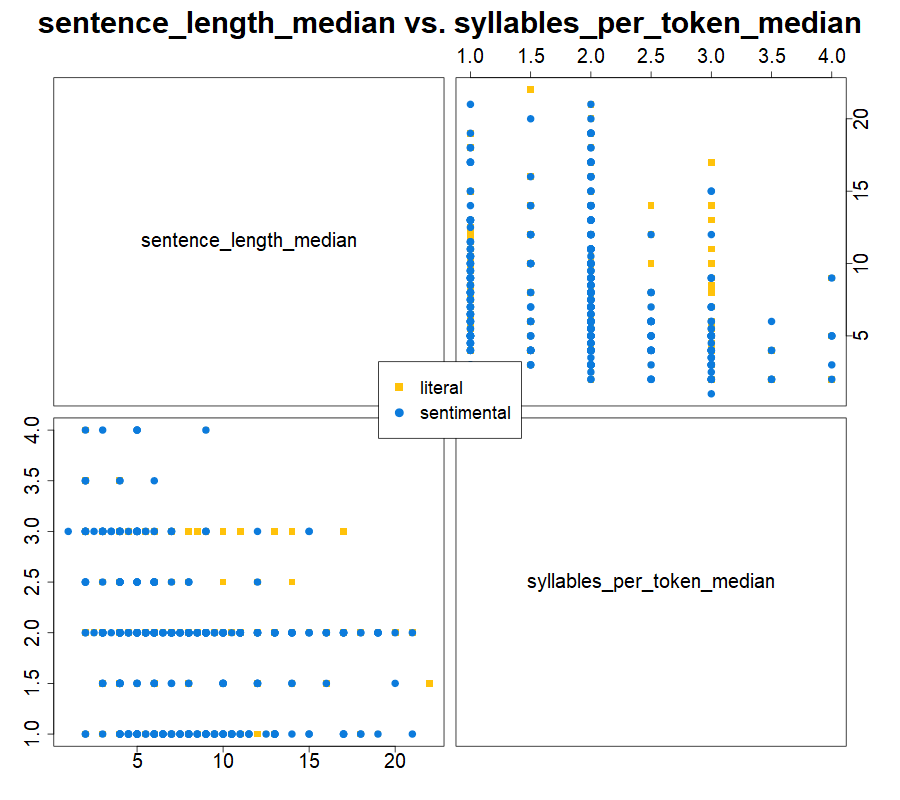 sentence_length_median vs. syllables_per_token_median
1.0 1.5 2.0 2.5 3.0 3.5 4.0
20
15
10
5
sentence_length_median
literal
sentimental
4.0
3.5
3.0
2.5
2.0
1.5
1.0
syllables_per_token_median
5 10 15 20